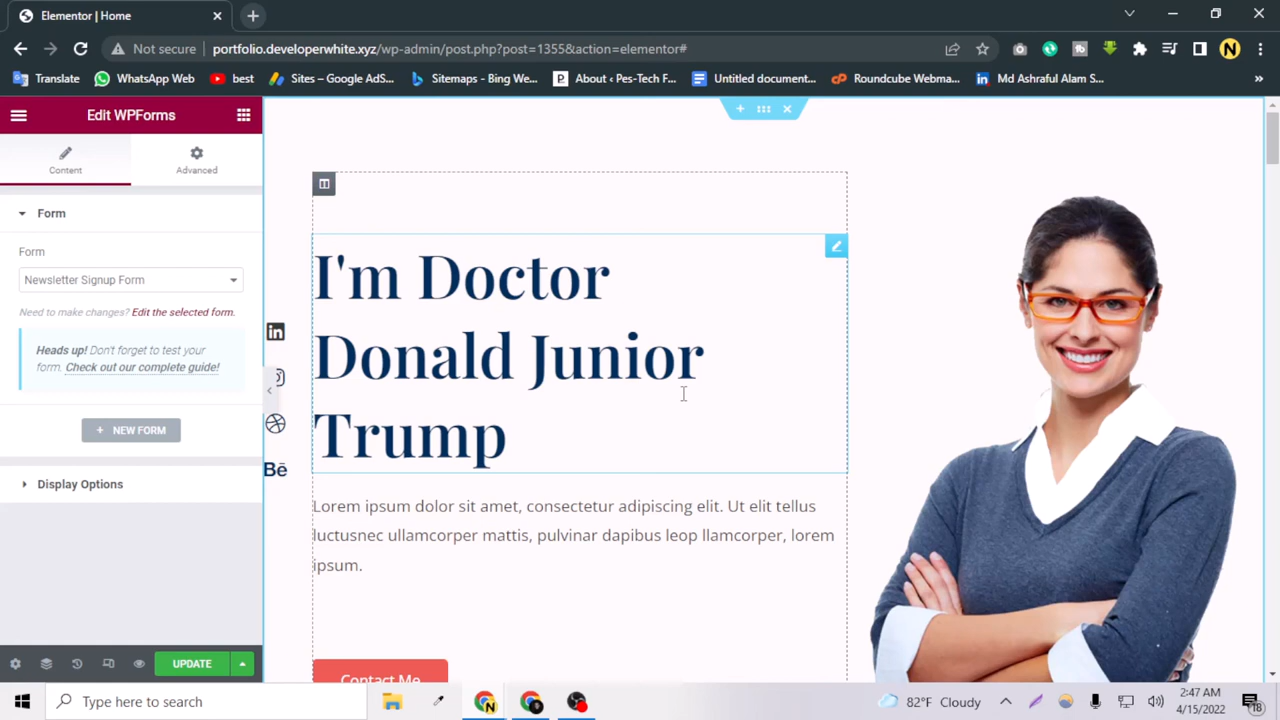 Elementor | Home
Not secure
portfolio.developerwhite.xyz/wp-admin/post.php?post=1355&action=elementor#
N
Translate
WhatsApp Web
best
Sites – Google AdS...
Sitemaps - Bing We...
About ‹ Pes-Tech F...
Untitled document...
Roundcube Webma...
Md Ashraful Alam S...
»
Edit WPForms
Content
Advanced
Form
Form
Newsletter Signup Form
Need to make changes? Edit the selected form.
Heads up! Don't forget to test your
form. Check out our complete guide!
+ NEW FORM
Display Options
UPDATE
I'm Doctor
Donald Junior
Trump
in
Bē
Lorem ipsum dolor sit amet, consectetur adipiscing elit. Ut elit tellus
luctusnec ullamcorper mattis, pulvinar dapibus leop llamcorper, lorem
ipsum.
Contact Me
Type here to search
82°F Cloudy
2:47 AM
4/15/2022
18